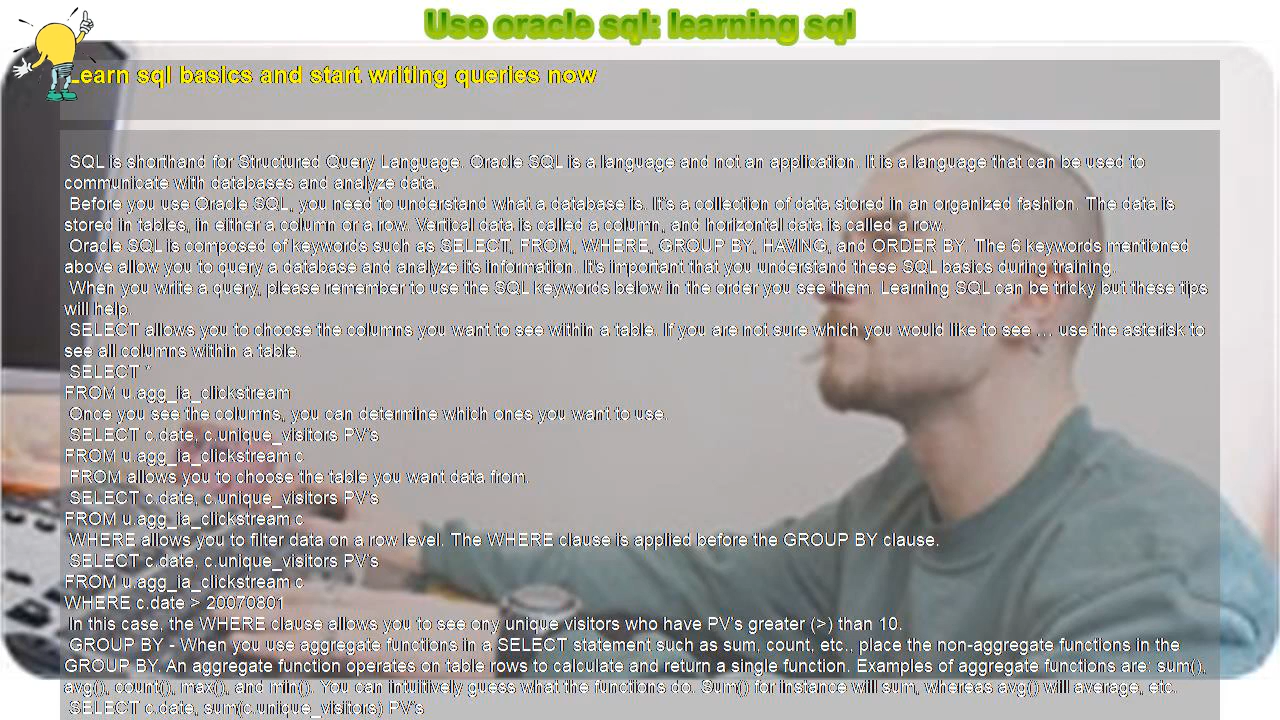 Use oracle sql: learning sql
Learn sql basics and start writing queries now
SQL is shorthand for Structured Query Language. Oracle SQL is a language and not an application. It is a language that can be used to
communicate with databases and analyze data.
Before you use Oracle SQL, you need to understand what a database is. It's a collection of data stored in an organized fashion. The data is
stored in tables, in either a column or a row. Vertical data is called a column, and horizontal data is called a row.
Oracle SQL is composed of keywords such as SELECT, FROM, WHERE, GROUP BY, HAVING, and ORDER BY. The 6 keywords mentioned
above allow you to query a database and analyze its information. It's important that you understand these SQL basics during training.
When you write a query, please remember to use the SQL keywords below in the order you see them. Learning SQL can be tricky but these tips
will help.
SELECT allows you to choose the columns you want to see within a table. If you are not sure which you would like to see ... use the asterisk to
see all columns within a table.
SELECT *
FROM u.agg_ia_clickstream
Once you see the columns, you can determine which ones you want to use.
SELECT c.date, c.unique_visitors PV's
FROM u.agg_ia_clickstream c
FROM allows you to choose the table you want data from.
SELECT c.date, c.unique_visitors PV's
FROM u.agg_ia_clickstream c
WHERE allows you to filter data on a row level. The WHERE clause is applied before the GROUP BY clause.
SELECT c.date, c.unique_visitors PV's
FROM u.agg_ia_clickstream c
WHERE c.date > 20070801
In this case, the WHERE clause allows you to see ony unique visitors who have PV's greater (>) than 10.
GROUP BY - When you use aggregate functions in a SELECT statement such as sum, count, etc., place the non-aggregate functions in the
GROUP BY. An aggregate function operates on table rows to calculate and return a single function. Examples of aggregate functions are: sum(),
avg(), count(), max(), and min(). You can intuitively guess what the functions do. Sum() for instance will sum, whereas avg() will average, etc.
SELECT c.date, sum(c.unique_visitors) PV's